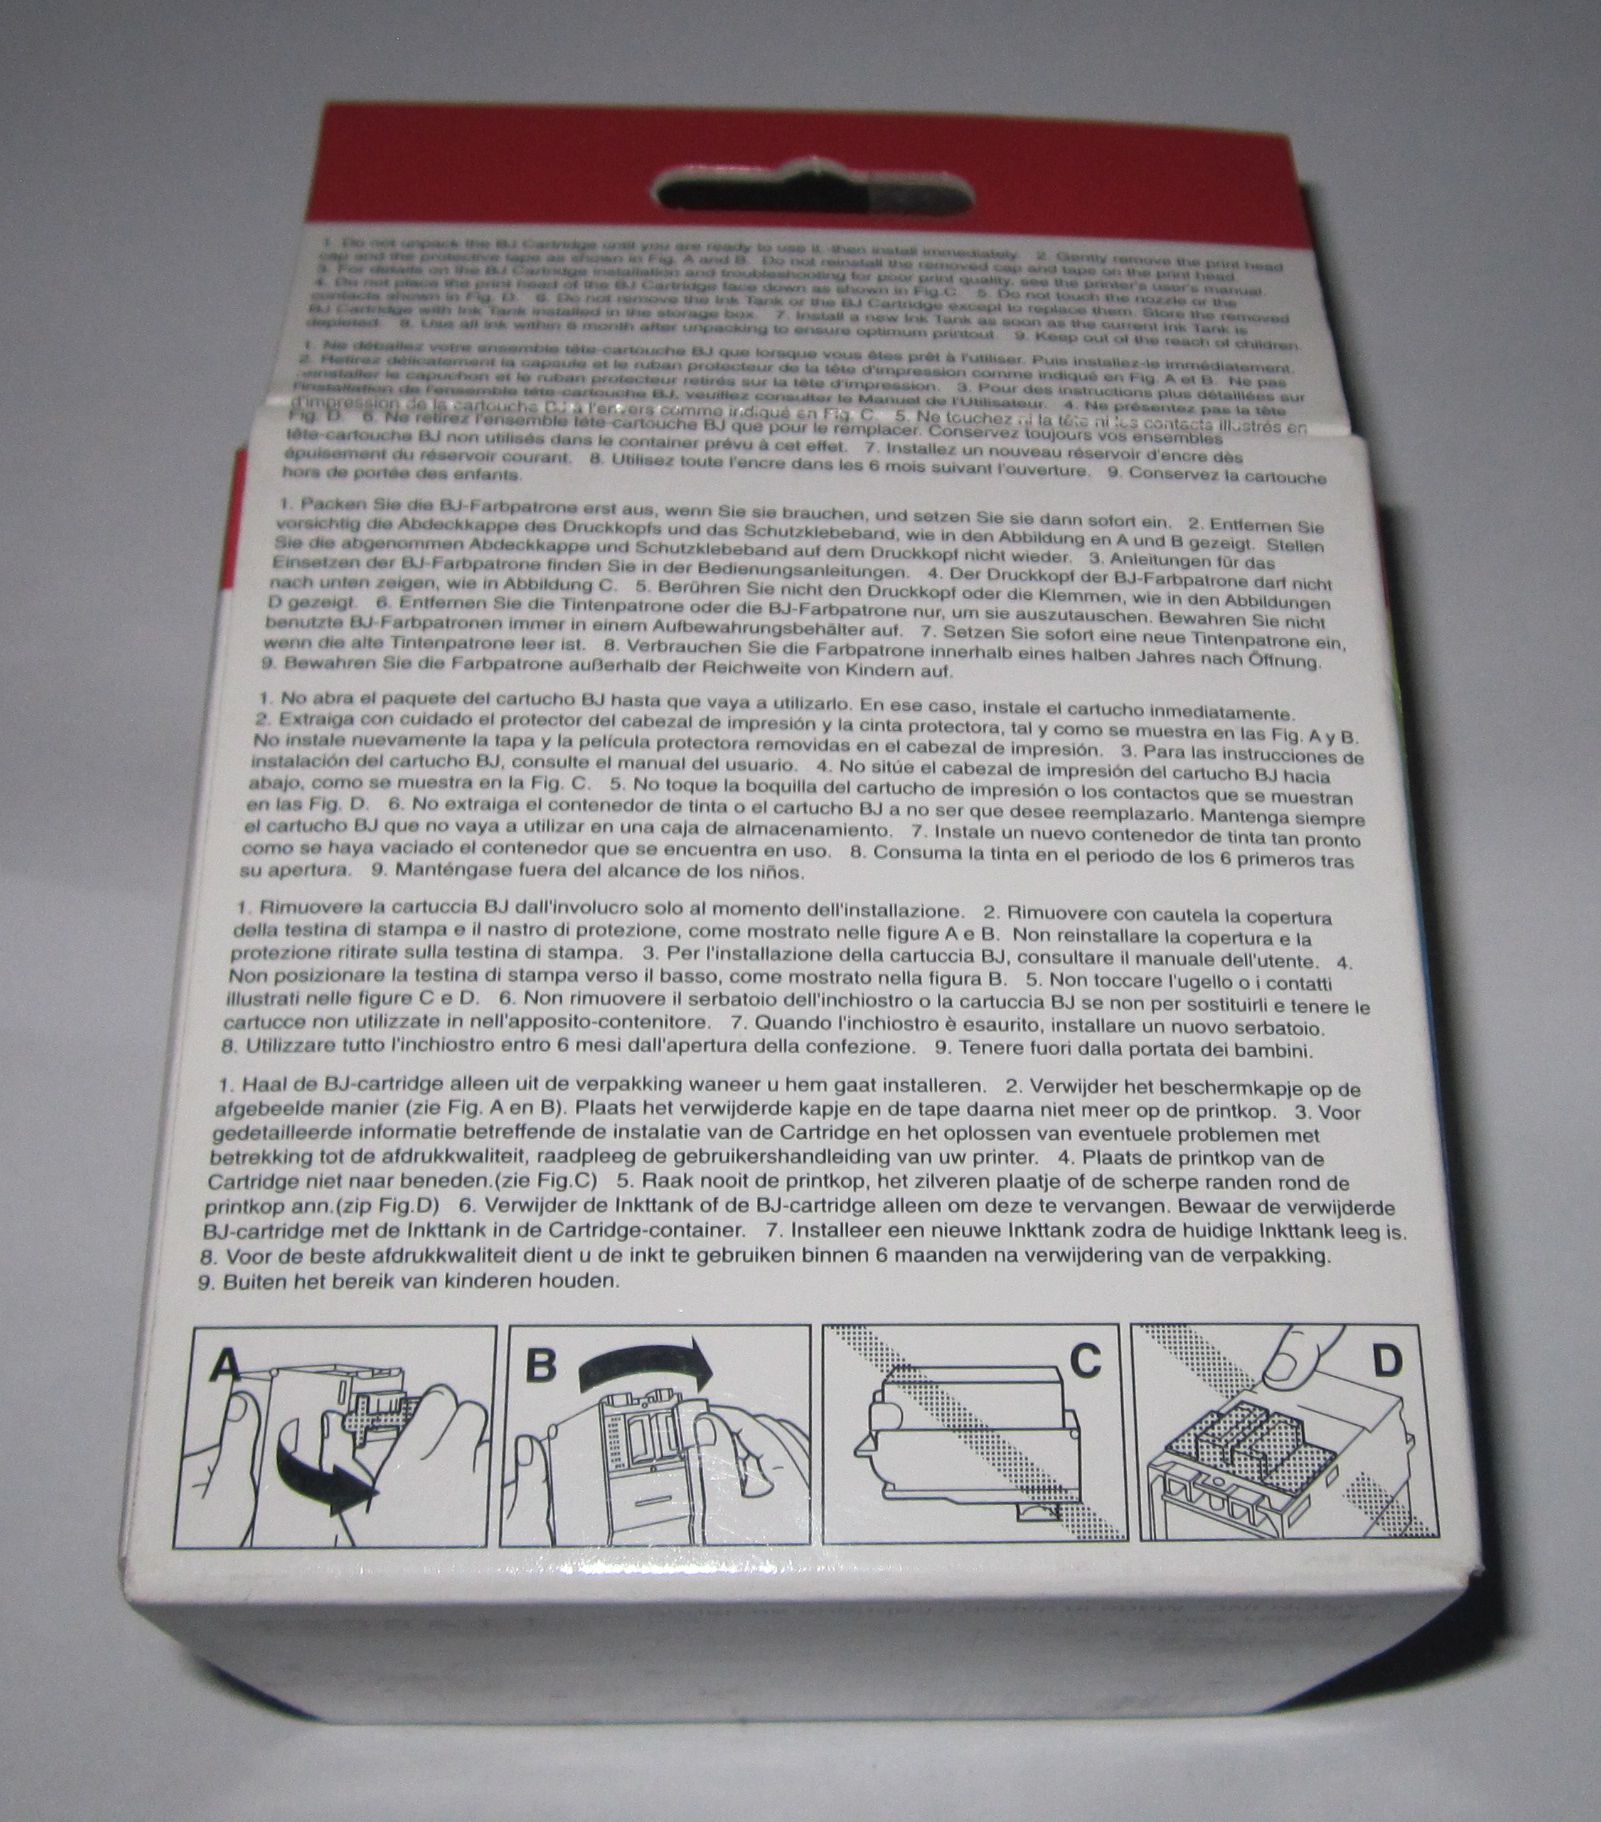 1. Do not unpack the BJ Cartridge until you are ready to use it, then install immediately. 2. Gently remove the print head
cap and the protective tape as shown in Fig. A and B. Do not reinstall the removed cap and tape on the print head.
3. For details on the BJ Cartridge installation and troubleshooting for poor print quality, see the printer's user's manual.
4. Do not place the print head of the BJ Cartridge face down as shown in Fig.C. 5. Do not touch the nozzle or the
contacts shown in Fig. D. 6. Do not remove the Ink Tank or the BJ Cartridge except to replace them. Store the removed
BJ Cartridge with Ink Tank installed in the storage box. 7. Install a new Ink Tank as soon as the current Ink Tank is
depleted. 8. Use all ink within 6 month after unpacking to ensure optimum printout. 9. Keep out of the reach of children.
1. Ne déballez votre ensemble tête-cartouche BJ que lorsque vous êtes prêt à l'utiliser. Puis installez-le immédiatement.
2. Retirez délicatement la capsule et le ruban protecteur de la tête d'impression comme indiqué en Fig. A et B. Ne pas
réinstaller le capuchon et le ruban protecteur retirés sur la tête d'impression. 3. Pour des instructions plus détaillées sur
l'installation de l'ensemble tête-cartouche BJ, veuillez consulter le Manuel de l'Utilisateur. 4. Ne présentez pas la tête
d'impression de la cartouche BJ à l'envers comme indiqué en Fig. C. 5. Ne touchez ni la tête ni les contacts illustrés en
Fig. D 6. Ne retirez l'ensemble tête-cartouche BJ que pour le remplacer. Conservez toujours vos ensembles
tête-cartouche BJ non utilisés dans le container prévu à cet effet. 7. Installez un nouveau réservoir d'encre dès
épuisement du réservoir courant. 8. Utilisez toute l'encre dans les 6 mois suivant l'ouverture. 9. Conservez la cartouche
hors de portée des enfants.
1. Packen Sie die BJ-Farbpatrone erst aus, wenn Sie sie brauchen, und setzen Sie sie dann sofort ein. 2. Entfernen Sie
vorsichtig die Abdeckkappe des Druckkopfs und das Schutzklebeband, wie in den Abbildung en A und B gezeigt. Stellen
Sie die abgenommen Abdeckkappe und Schutzklebeband auf dem Druckkopf nicht wieder. 3. Anleitungen für das
Einsetzen der BJ-Farbpatrone finden Sie in der Bedienungsanleitungen. 4. Der Druckkopf der BJ-Farbpatrone darf nicht
nach unten zeigen, wie in Abbildung C. 5. Berühren Sie nicht den Druckkopf oder die Klemmen, wie in den Abbildungen
D gezeigt. 6. Entfernen Sie die Tintenpatrone oder die BJ-Farbpatrone nur, um sie auszutauschen. Bewahren Sie nicht
benutzte BJ-Farbpatronen immer in einem Aufbewahrungsbehälter auf. 7. Setzen Sie sofort eine neue Tintenpatrone ein,
wenn die alte Tintenpatrone leer ist. 8. Verbrauchen Sie die Farbpatrone innerhalb eines halben Jahres nach Öffnung.
9. Bewahren Sie die Farbpatrone außerhalb der Reichweite von Kindern auf.
1. No abra el paquete del cartucho BJ hasta que vaya a utilizarlo. En ese caso, instale el cartucho inmediatamente.
2. Extraiga con cuidado el protector del cabezal de impresión y la cinta protectora, tal y como se muestra en las Fig. A y B.
No instale nuevamente la tapa y la película protectora removidas en el cabezal de impresión. 3. Para las instrucciones de
instalación del cartucho BJ, consulte el manual del usuario. 4. No sitúe el cabezal de impresión del cartucho BJ hacia
abajo, como se muestra en la Fig. C. 5. No toque la boquilla del cartucho de impresión o los contactos que se muestran
en las Fig. D. 6. No extraiga el contenedor de tinta o el cartucho BJ a no ser que desee reemplazarlo. Mantenga siempre
el cartucho BJ que no vaya a utilizar en una caja de almacenamiento. 7. Instale un nuevo contenedor de tinta tan pronto
como se haya vaciado el contenedor que se encuentra en uso. 8. Consuma la tinta en el periodo de los 6 primeros tras
su apertura. 9. Manténgase fuera del alcance de los niños.
1. Rimuovere la cartuccia BJ dall'involucro solo al momento dell'installazione. 2. Rimuovere con cautela la copertura
della testina di stampa e il nastro di protezione, come mostrato nelle figure A e B. Non reinstallare la copertura e la
protezione ritirate sulla testina di stampa. 3. Per l'installazione della cartuccia BJ, consultare il manuale dell'utente. 4.
Non posizionare la testina di stampa verso il basso, come mostrato nella figura B. 5. Non toccare l'ugello o i contatti
illustrati nelle figure C e D. 6. Non rimuovere il serbatoio dell'inchiostro o la cartuccia BJ se non per sostituirli e tenere le
cartucce non utilizzate in nell'apposito-contenitore. 7. Quando l'inchiostro è esaurito, installare un nuovo serbatoio.
8. Utilizzare tutto l'inchiostro entro 6 mesi dall'apertura della confezione. 9. Tenere fuori dalla portata dei bambini.
1. Haal de BJ-cartridge alleen uit de verpakking waneer u hem gaat installeren. 2. Verwijder het beschermkapje op de
afgebeelde manier (zie Fig. A en B). Plaats het verwijderde kapje en de tape daarna niet meer op de printkop. 3. Voor
gedetailleerde informatie betreffende de instalatie van de Cartridge en het oplossen van eventuele problemen met
betrekking tot de afdrukkwaliteit, raadpleeg de gebruikershandleiding van uw printer. 4. Plaats de printkop van de
Cartridge niet naar beneden.(zie Fig.C) 5. Raak nooit de printkop, het zilveren plaatje of de scherpe randen rond de
printkop ann.(zip Fig.D) 6. Verwijder de Inkttank of de BJ-cartridge alleen om deze te vervangen. Bewaar de verwijderde
BJ-cartridge met de Inkttank in de Cartridge-container. 7. Installeer een nieuwe Inkttank zodra de huidige Inkttank leeg is.
8. Voor de beste afdrukkwaliteit dient u de inkt te gebruiken binnen 6 maanden na verwijdering van de verpakking.
9. Buiten het bereik van kinderen houden.
A B C D